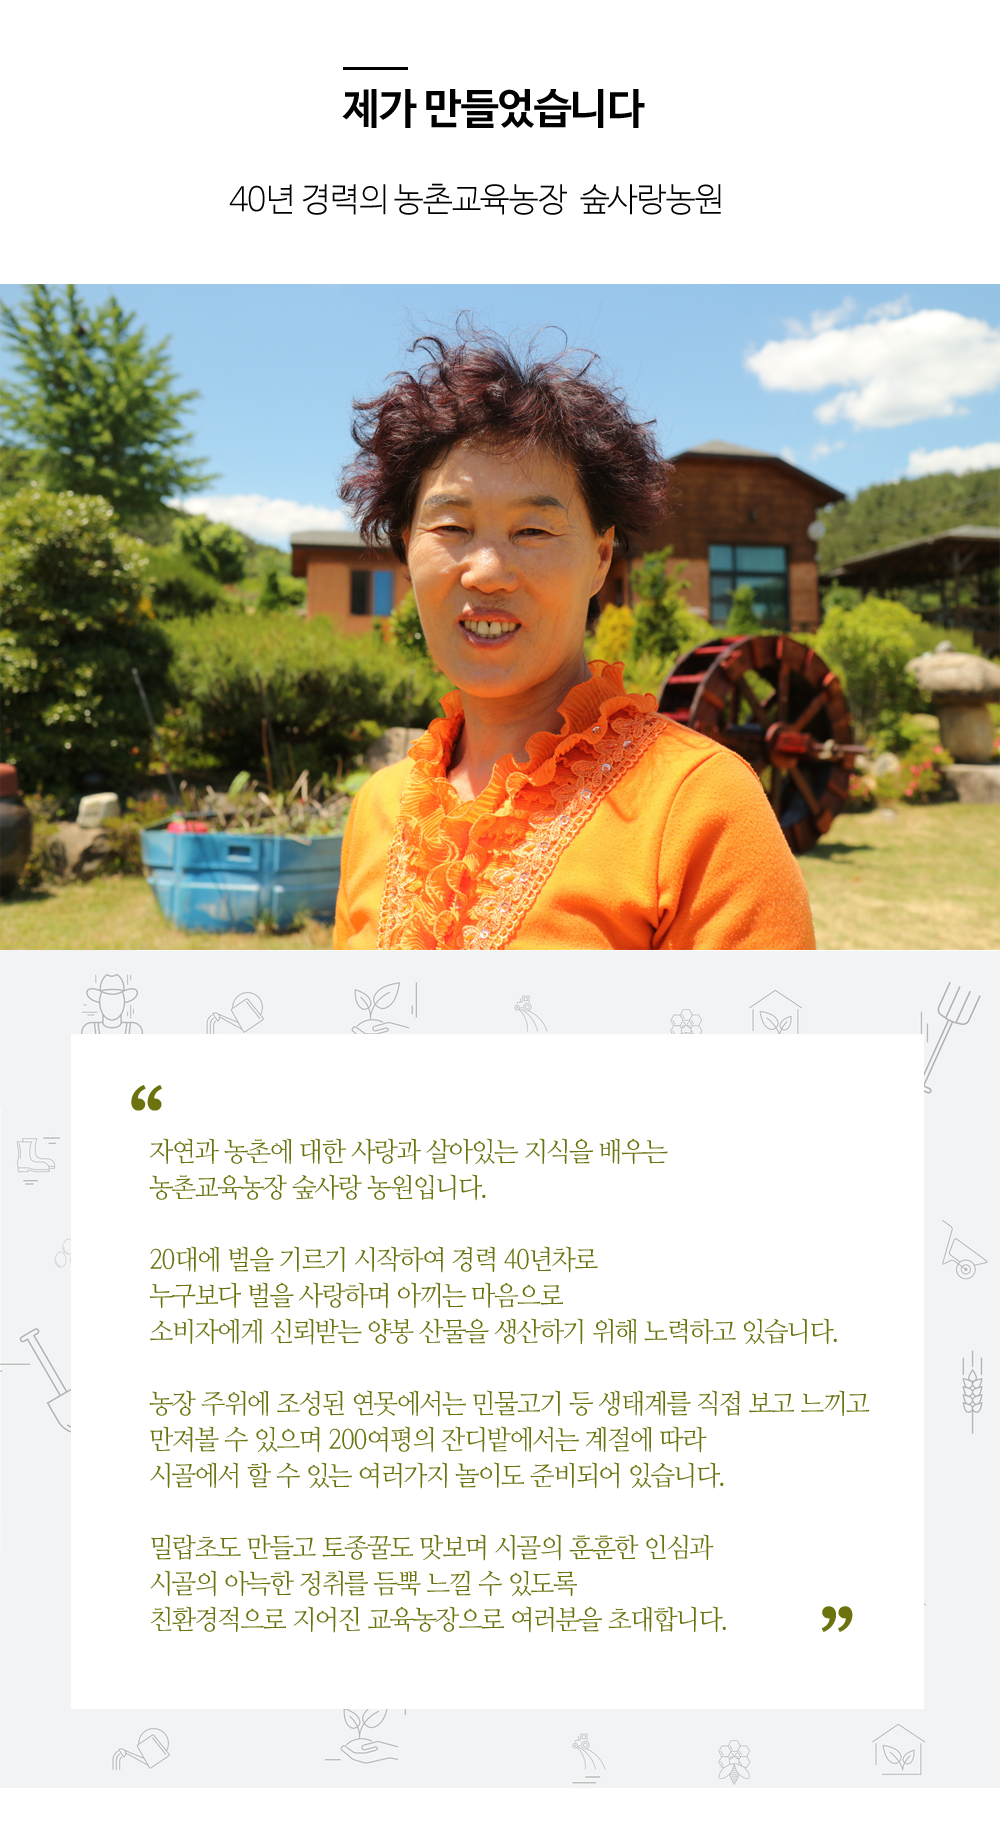 제가 만들었습니다
40년 경력의 농촌교육농장 숲사랑농원
“
자연과 농촌에 대한 사랑과 살아있는 지식을 배우는
농촌교육농장 숲사랑 농원입니다.
20대에 벌을 기르기 시작하여 경력 40년차로
누구보다 벌을 사랑하며 아끼는 마음으로
소비자에게 신뢰받는 양봉 산물을 생산하기 위해 노력하고 있습니다.
농장 주위에 조성된 연못에서는 민물고기 등 생태계를 직접 보고 느끼고
만져볼 수 있으며 200여평의 잔디밭에서는 계절에 따라
시골에서 할 수 있는 여러가지 놀이도 준비되어 있습니다.
밀랍초도 만들고 토종꿀도 맛보며 시골의 훈훈한 인심과
시골의 아늑한 정취를 듬뿍 느낄 수 있도록
친환경적으로 지어진 교육농장으로 여러분을 초대합니다.
”